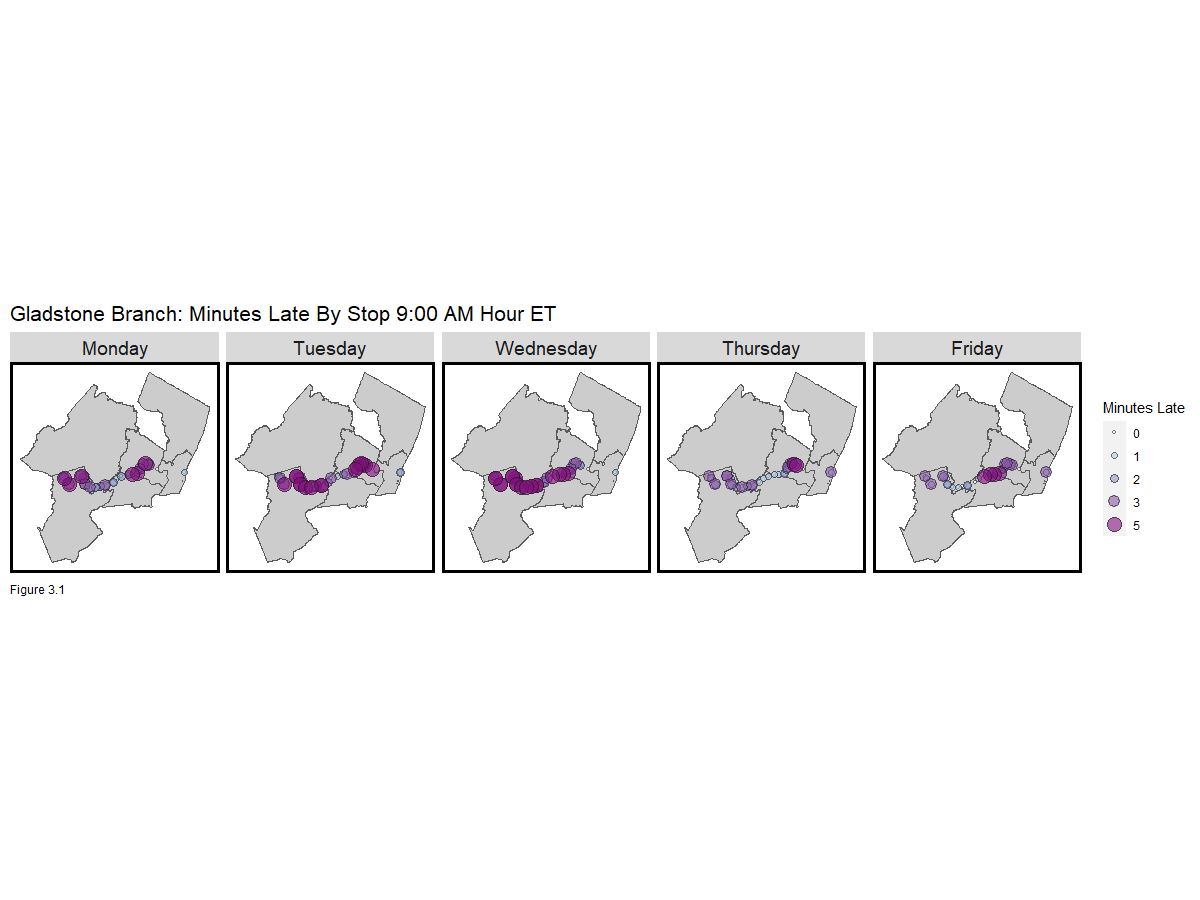 Gladstone Branch: Minutes Late By Stop 9:00 AM Hour ET
Monday
Tuesday
Wednesday
Thursday
Friday
Minutes Late
0
1
2
3
5
Figure 3.1